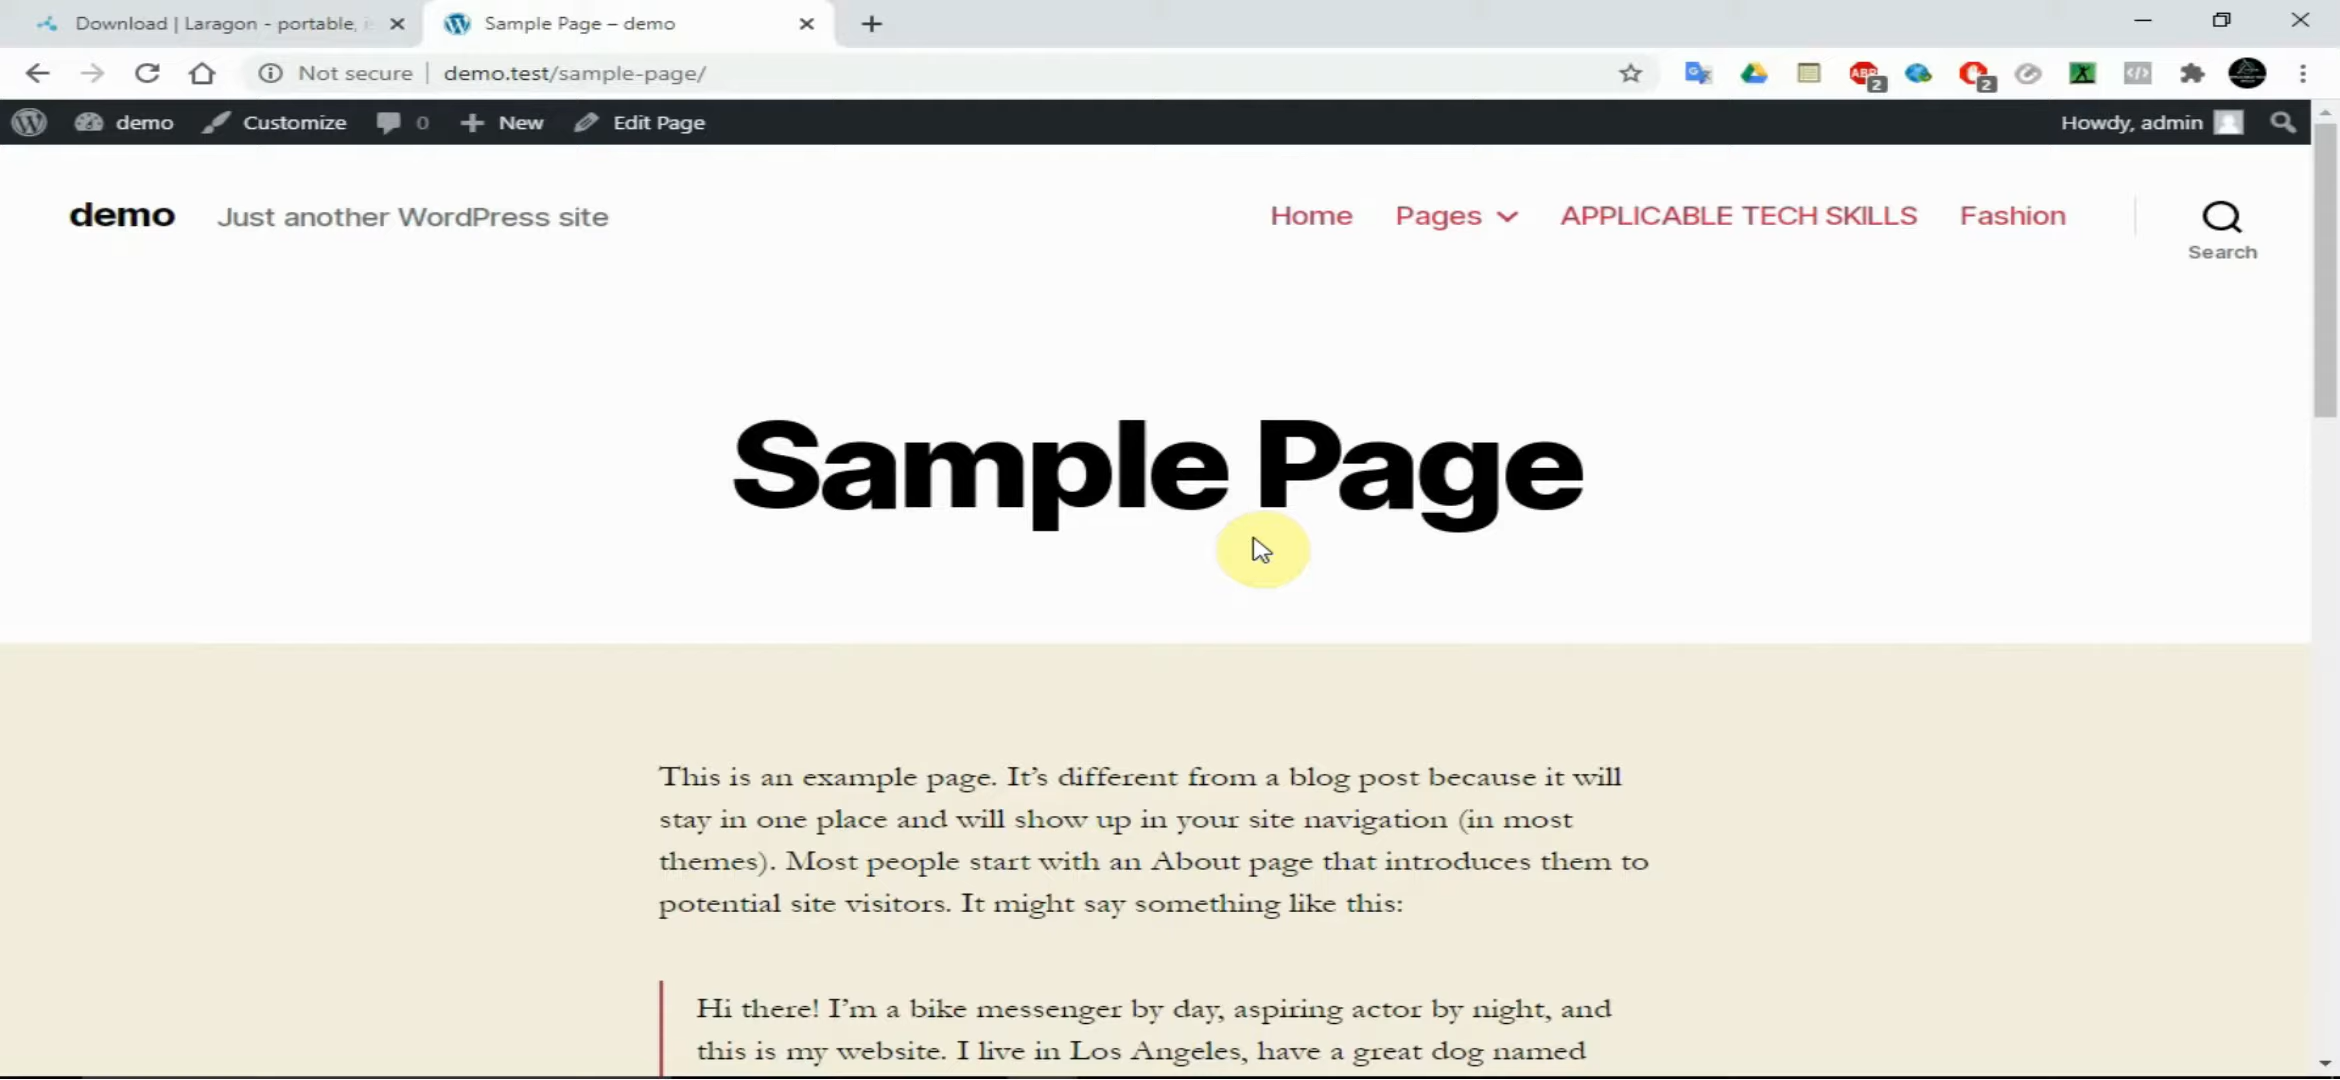 Download | Laragon - portable,
Sample Page – demo
Not secure | demo.test/sample-page/
ABP 2
2
demo
Customize
0
New
Edit Page
Howdy, admin
demo
Just another WordPress site
Home
Pages
APPLICABLE TECH SKILLS
Fashion
Search
Sample Page
This is an example page. It’s different from a blog post because it will
stay in one place and will show up in your site navigation (in most
themes). Most people start with an About page that introduces them to
potential site visitors. It might say something like this:
Hi there! I’m a bike messenger by day, aspiring actor by night, and
this is my website. I live in Los Angeles, have a great dog named